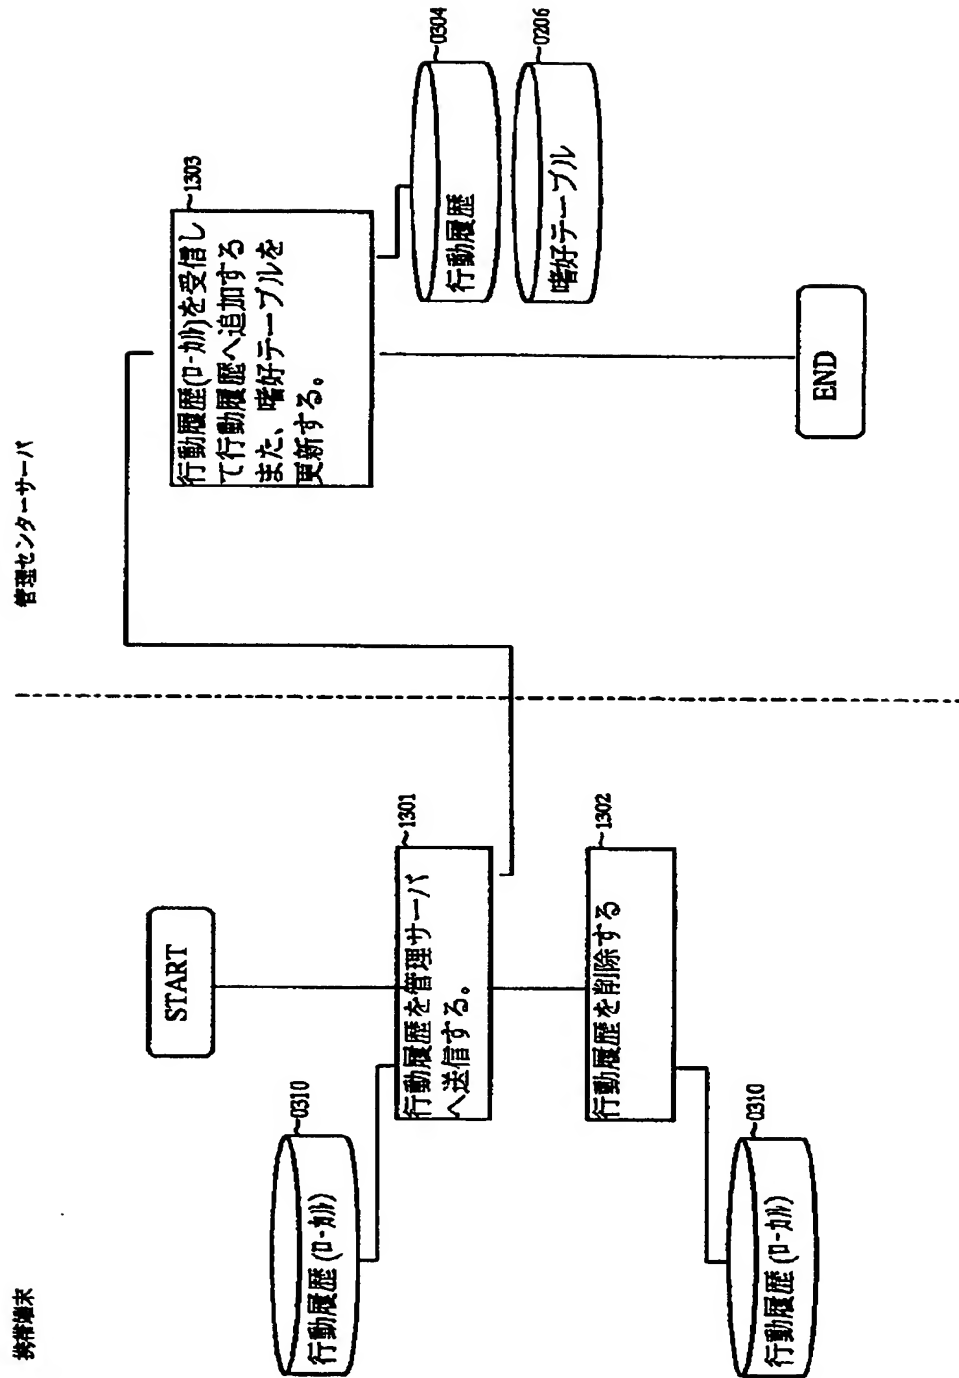 携帯端末
管理センターサーバ
START
行動履歴(ローカル)
0310
行動履歴を管理サーバ
へ送信する。
1301
行動履歴を削除する
1302
行動履歴(ローカル)
0310
行動履歴(ローカル)を受信し
て行動履歴へ追加する
また、嗜好テーブルを
更新する。
1303
行動履歴
0304
嗜好テーブル
0206
END